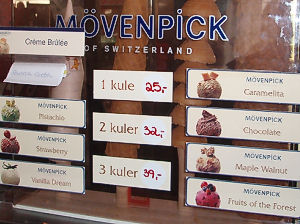 MÖVENPICK
OF SWITZERLAND
Crème Brûlée
MÖVENPICK
Pistachio
MÖVENPICK
Strawberry
MÖVENPICK
Vanilla Dream
1 kule 25,-
2 kuler 32,-
3 kuler 39,-
MÖVENPICK
Caramelita
MÖVENPICK
Chocolate
MÖVENPICK
Maple Walnut
MÖVENPICK
Fruits of the Forest